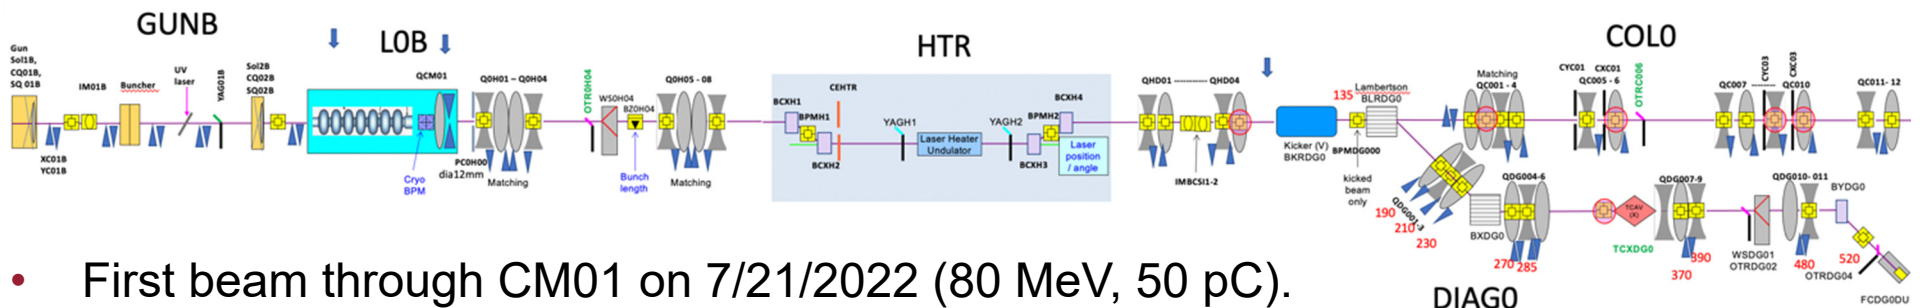 GUNB
L0B
HTR
COL0
Gun
Sol1B,
CQ01B,
SQ 01B
IM01B
Buncher
UV
laser
YAG01B
Sol2B
CQ02B
SQ02B
XC01B
YC01B
QCM01
Cryo
BPM
Q0H01 – Q0H04
PC0H00
dia12mm
Matching
OTR0H04
WS0H04
BZ0H04
Bunch
length
Q0H05 - 08
Matching
BCXH1
BPMH1
CEHTR
BCXH2
YAGH1
Laser Heater
Undulator
YAGH2
BCXH4
BPMH2
BCXH3
Laser
position
/ angle
QHD01 ------------ QHD04
IMBCSI1-2
Kicker (V)
BKRDG0
135
Lambertson
BLRDG0
BPMDG000
kicked
beam
only
Matching
QC001 - 4
CYC01
CXC01
QC005 - 6
OTRC006
QC007 -------- QC010
CYC03
CXC03
QC011- 12
QDG001-3
190
210
230
BXDG0
QDG004-6
270
285
TCAV
(X)
TCXDG0
QDG007-9
370
390
WSDG01
OTRDG02
QDG010- 011
480
BYDG0
520
OTRDG04
FCDG0DU
DIAG0
• First beam through CM01 on 7/21/2022 (80 MeV, 50 pC).